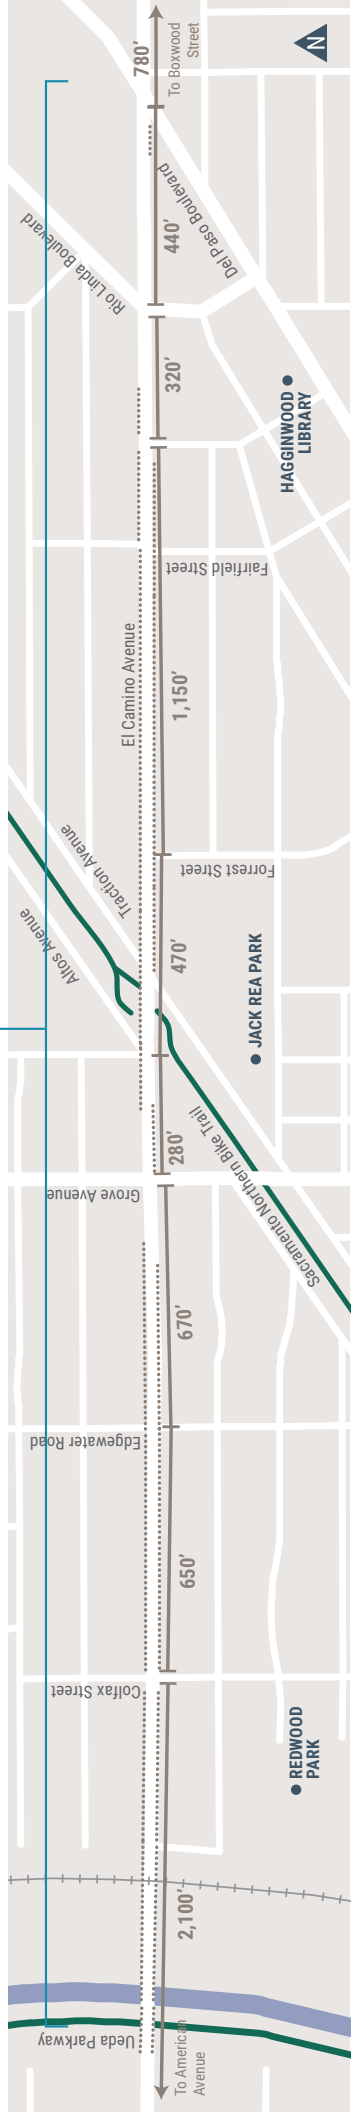 780'
To Boxwood
Street
Del Paso Boulevard
440'
Rio Linda Boulevard
320'
HAGGINWOOD
LIBRARY
Fairfield Street
El Camino Avenue
1,150'
Traction Avenue
Forrest Street
Altos Avenue
470'
JACK REA PARK
280'
Sacramento Northern Bike Trail
Grove Avenue
670'
Edgewater Road
650'
Colfax Street
REDWOOD
PARK
2,100'
Ueda Parkway
To American
Avenue
N